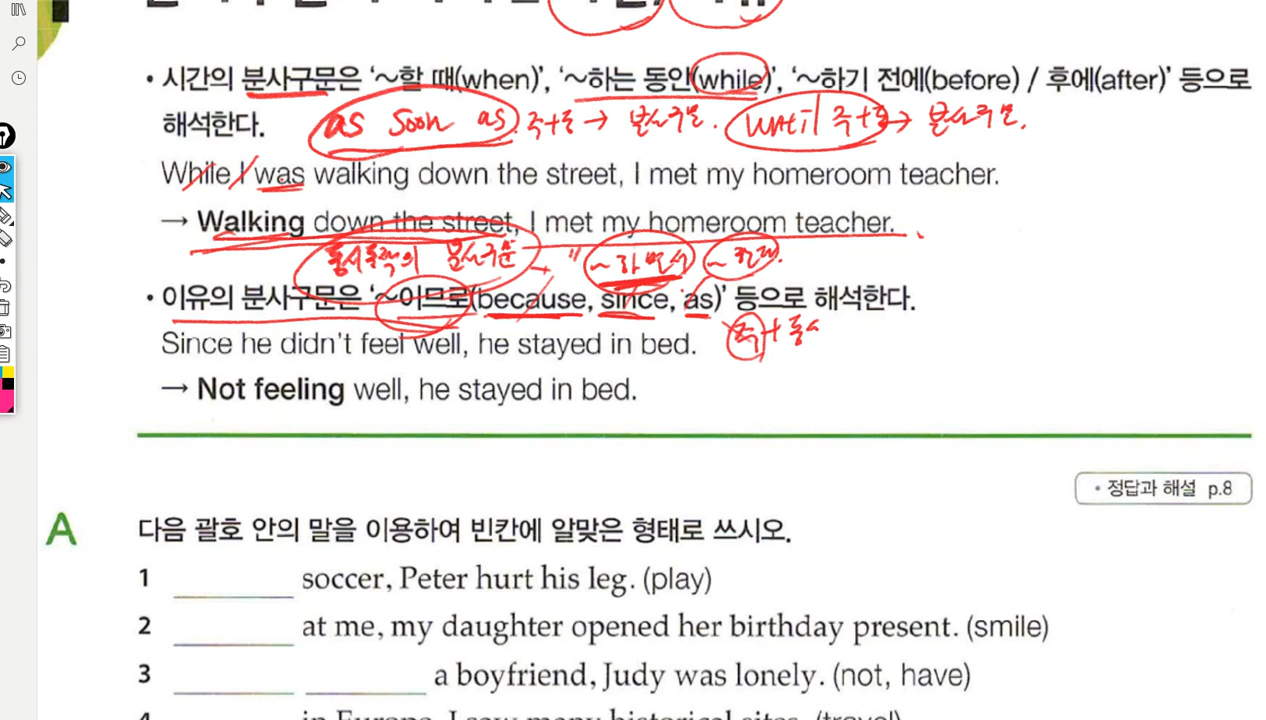 • 시간의 분사구문은 ‘~할 때(when)’, ‘~하는 동안(while)’, ‘~하기 전에(before) / 후에(after)’ 등으로
해석한다.
as soon as 주+동 → 분사구문. until 주+동 → 분사구문.
While I was walking down the street, I met my homeroom teacher.
→ Walking down the street, I met my homeroom teacher.
동시동작의 분사구문 → " ~하면서 ~
• 이유의 분사구문은 ‘~이므로(because, since, as)’ 등으로 해석한다.
주+동
Since he didn’t feel well, he stayed in bed.
→ Not feeling well, he stayed in bed.
• 정답과 해설 p.8
A 다음 괄호 안의 말을 이용하여 빈칸에 알맞은 형태로 쓰시오.
1 ________ soccer, Peter hurt his leg. (play)
2 ________ at me, my daughter opened her birthday present. (smile)
3 ________ ________ a boyfriend, Judy was lonely. (not, have)
4 in Europe, I saw many historical sites. (travel)